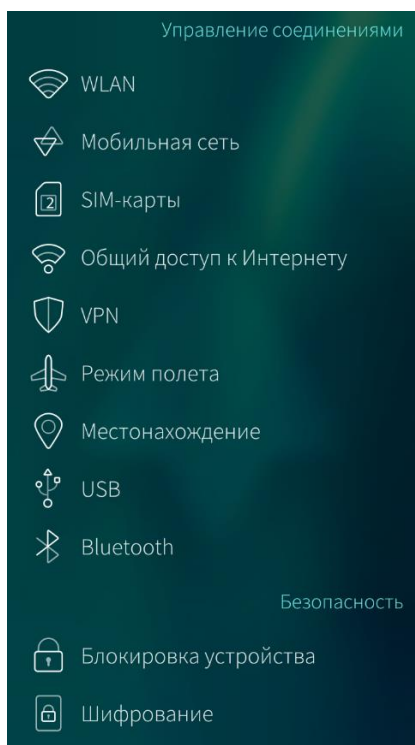 Управление соединениями
WLAN
Мобильная сеть
2
SIM-карты
Общий доступ к Интернету
VPN
Режим полета
Местонахождение
USB
Bluetooth
Безопасность
Блокировка устройства
Шифрование